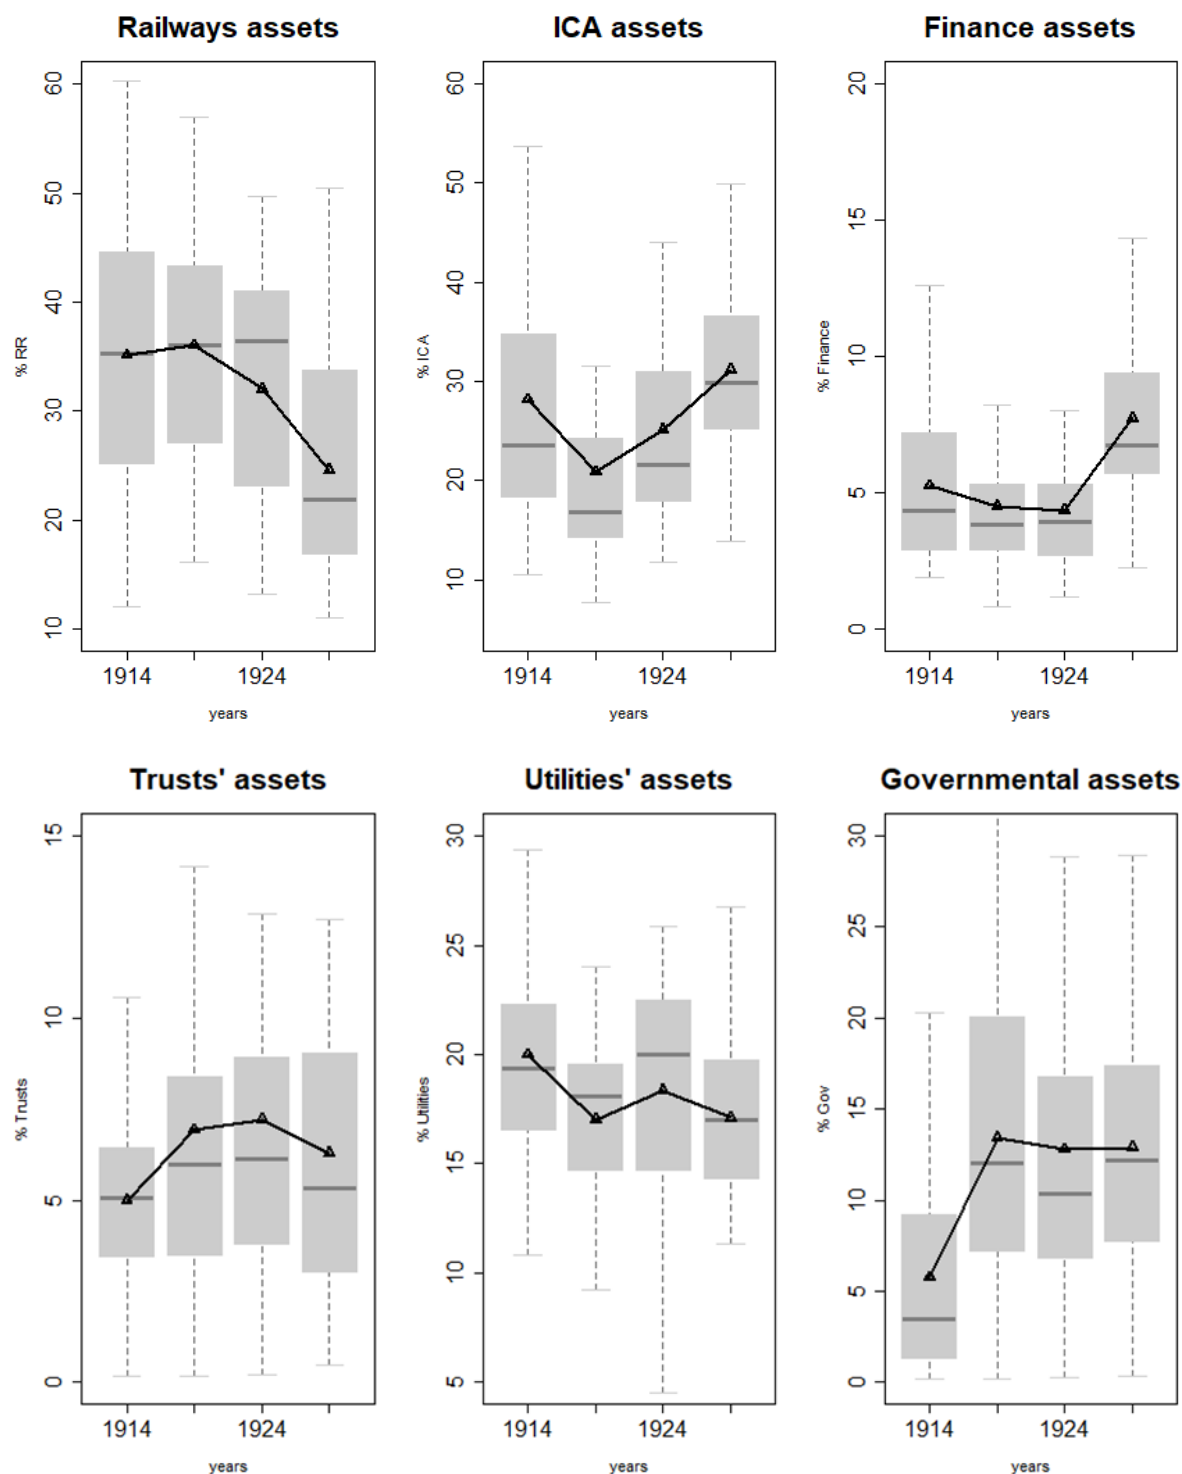 Railways assets
ICA assets
Finance assets
% RR
10 20 30 40 50 60
1914 1924
years
% ICA
10 20 30 40 50 60
1914 1924
years
% Finance
0 5 10 15 20
1914 1924
years
Trusts' assets
Utilities' assets
Governmental assets
% Trusts
0 5 10 15
1914 1924
years
% Utilities
5 10 15 20 25 30
1914 1924
years
% Gov
0 5 10 15 20 25 30
1914 1924
years